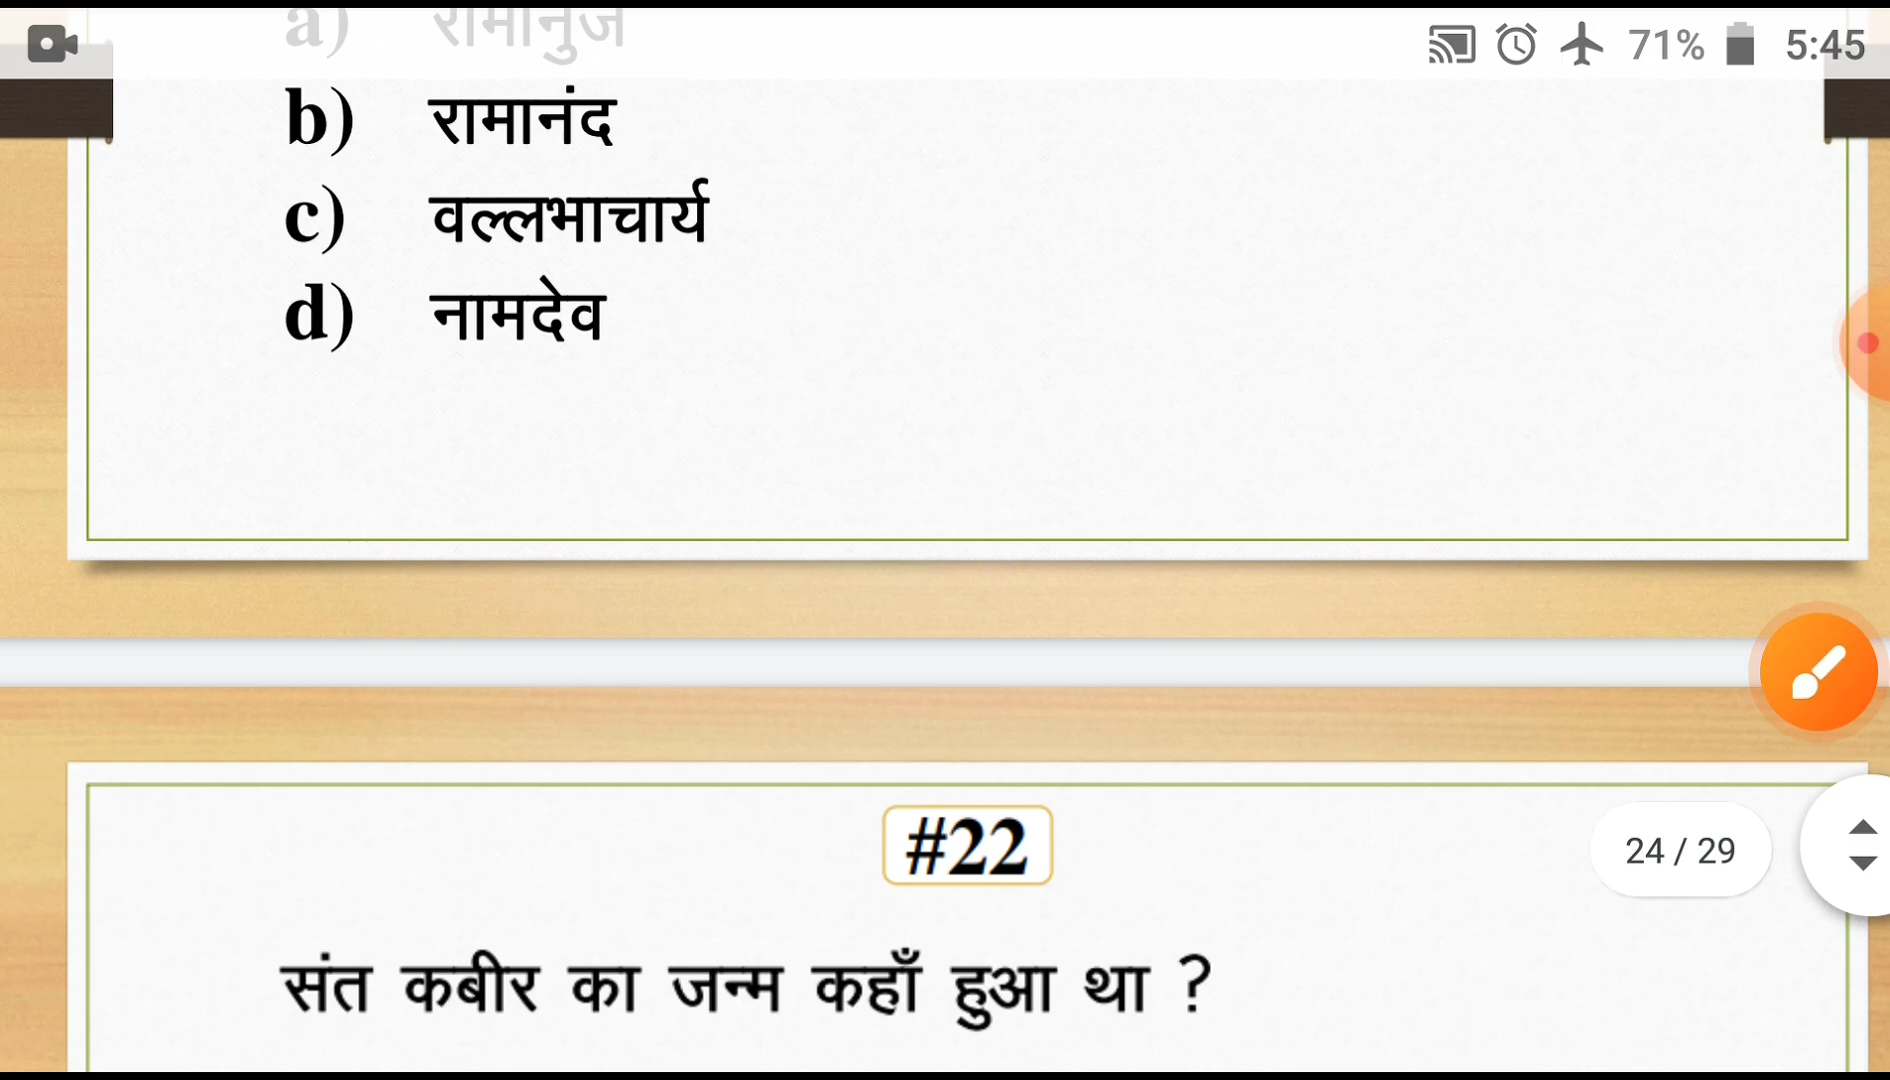 a) रामानुज
71% 5:45
b) रामानंद
c) वल्लभाचार्य
d) नामदेव
#22
24 / 29
संत कबीर का जन्म कहाँ हुआ था ?